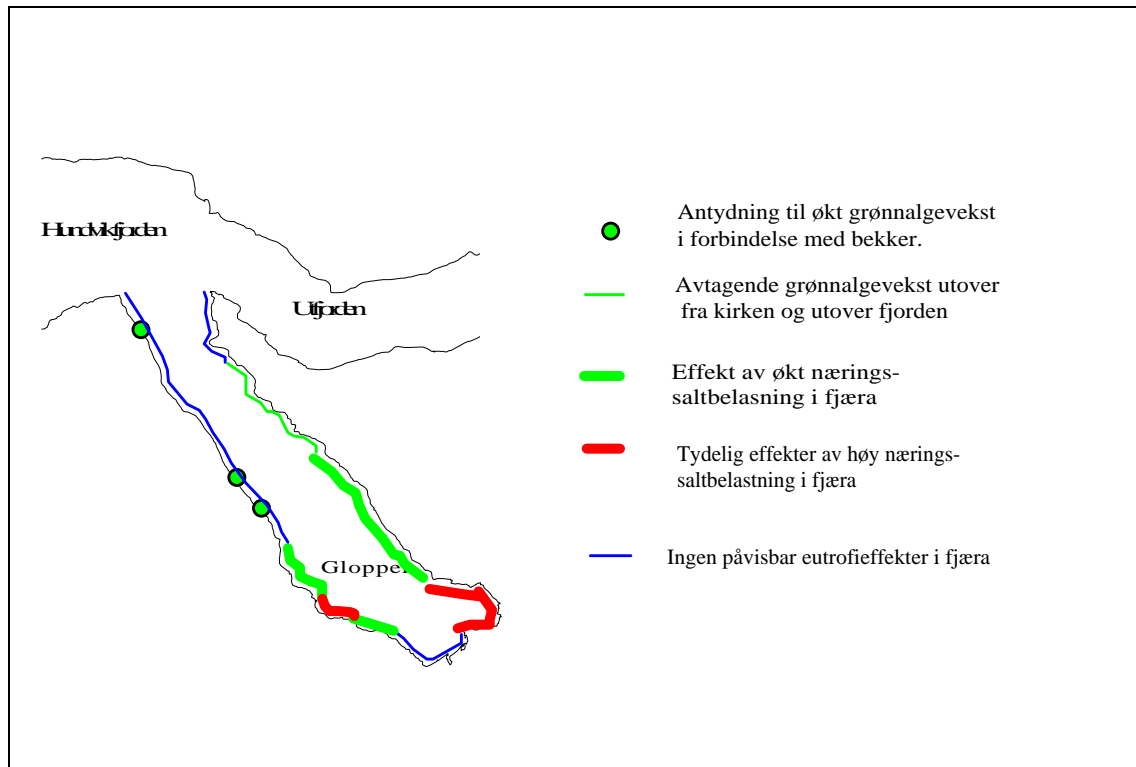 Hundvikfjorden
Utfjorden
Gloppen
Antydning til økt grønnalgevekst
i forbindelse med bekker.
Avtagende grønnalgevekst utover
fra kirken og utover fjorden
Effekt av økt nærings-
saltbelasning i fjæra
Tydelig effekter av høy nærings-
saltbelastning i fjæra
Ingen påvisbar eutrofieffekter i fjæra